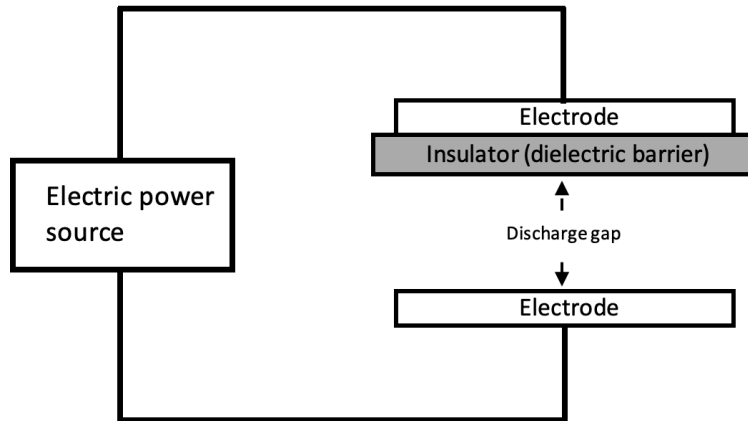 Electrode
Insulator (dielectric barrier)
Electric power
source
Discharge gap
Electrode